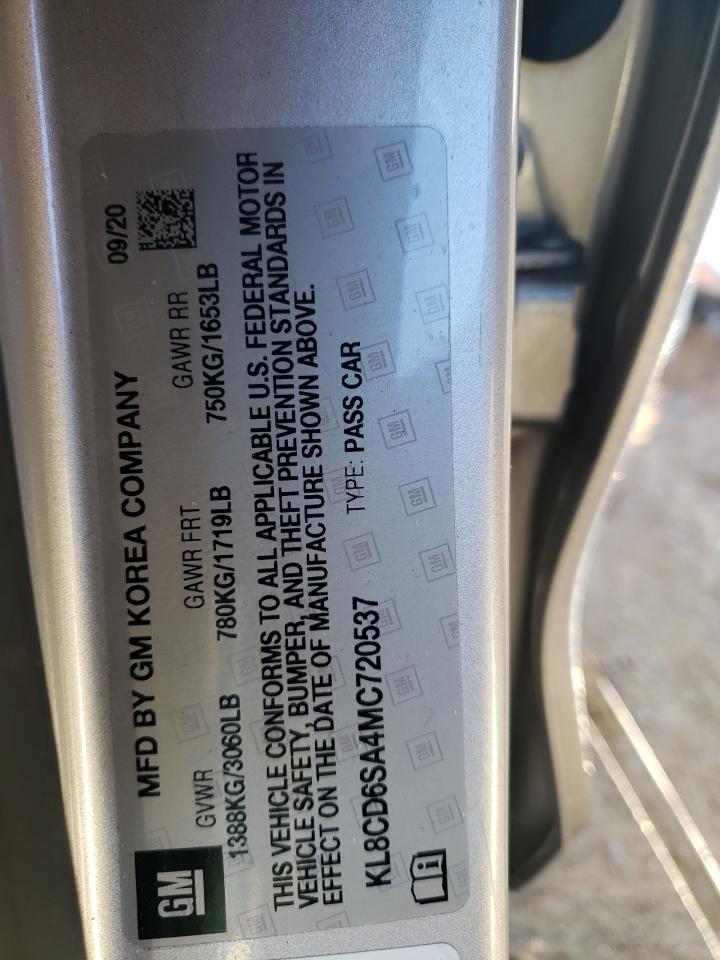 GM
MFD BY GM KOREA COMPANY 09/20
GVWR GAWR FRT GAWR RR
1388KG/3060LB 780KG/1719LB 750KG/1653LB
THIS VEHICLE CONFORMS TO ALL APPLICABLE U.S. FEDERAL MOTOR
VEHICLE SAFETY, BUMPER, AND THEFT PREVENTION STANDARDS IN
EFFECT ON THE DATE OF MANUFACTURE SHOWN ABOVE.
KL8CD6SA4MC720537 TYPE: PASS CAR